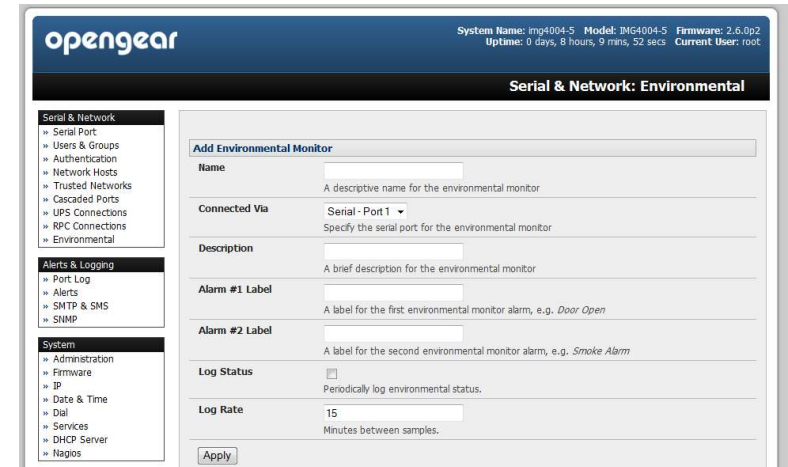 opengear
System Name: img4004-5 Model: IMG4004-5 Firmware: 2.6.0p2
Uptime: 0 days, 8 hours, 9 mins, 52 secs Current User: root
Serial & Network: Environmental
Serial & Network
» Serial Port
» Users & Groups
» Authentication
» Network Hosts
» Trusted Networks
» Cascaded Ports
» UPS Connections
» RPC Connections
» Environmental
Alerts & Logging
» Port Log
» Alerts
» SMTP & SMS
» SNMP
System
» Administration
» Firmware
» IP
» Date & Time
» Dial
» Services
» DHCP Server
» Nagios
Add Environmental Monitor
Name
A descriptive name for the environmental monitor
Connected Via
Serial - Port 1
Specify the serial port for the environmental monitor
Description
A brief description for the environmental monitor
Alarm #1 Label
A label for the first environmental monitor alarm, e.g. Door Open
Alarm #2 Label
A label for the second environmental monitor alarm, e.g. Smoke Alarm
Log Status
Periodically log environmental status.
Log Rate
15
Minutes between samples.
Apply